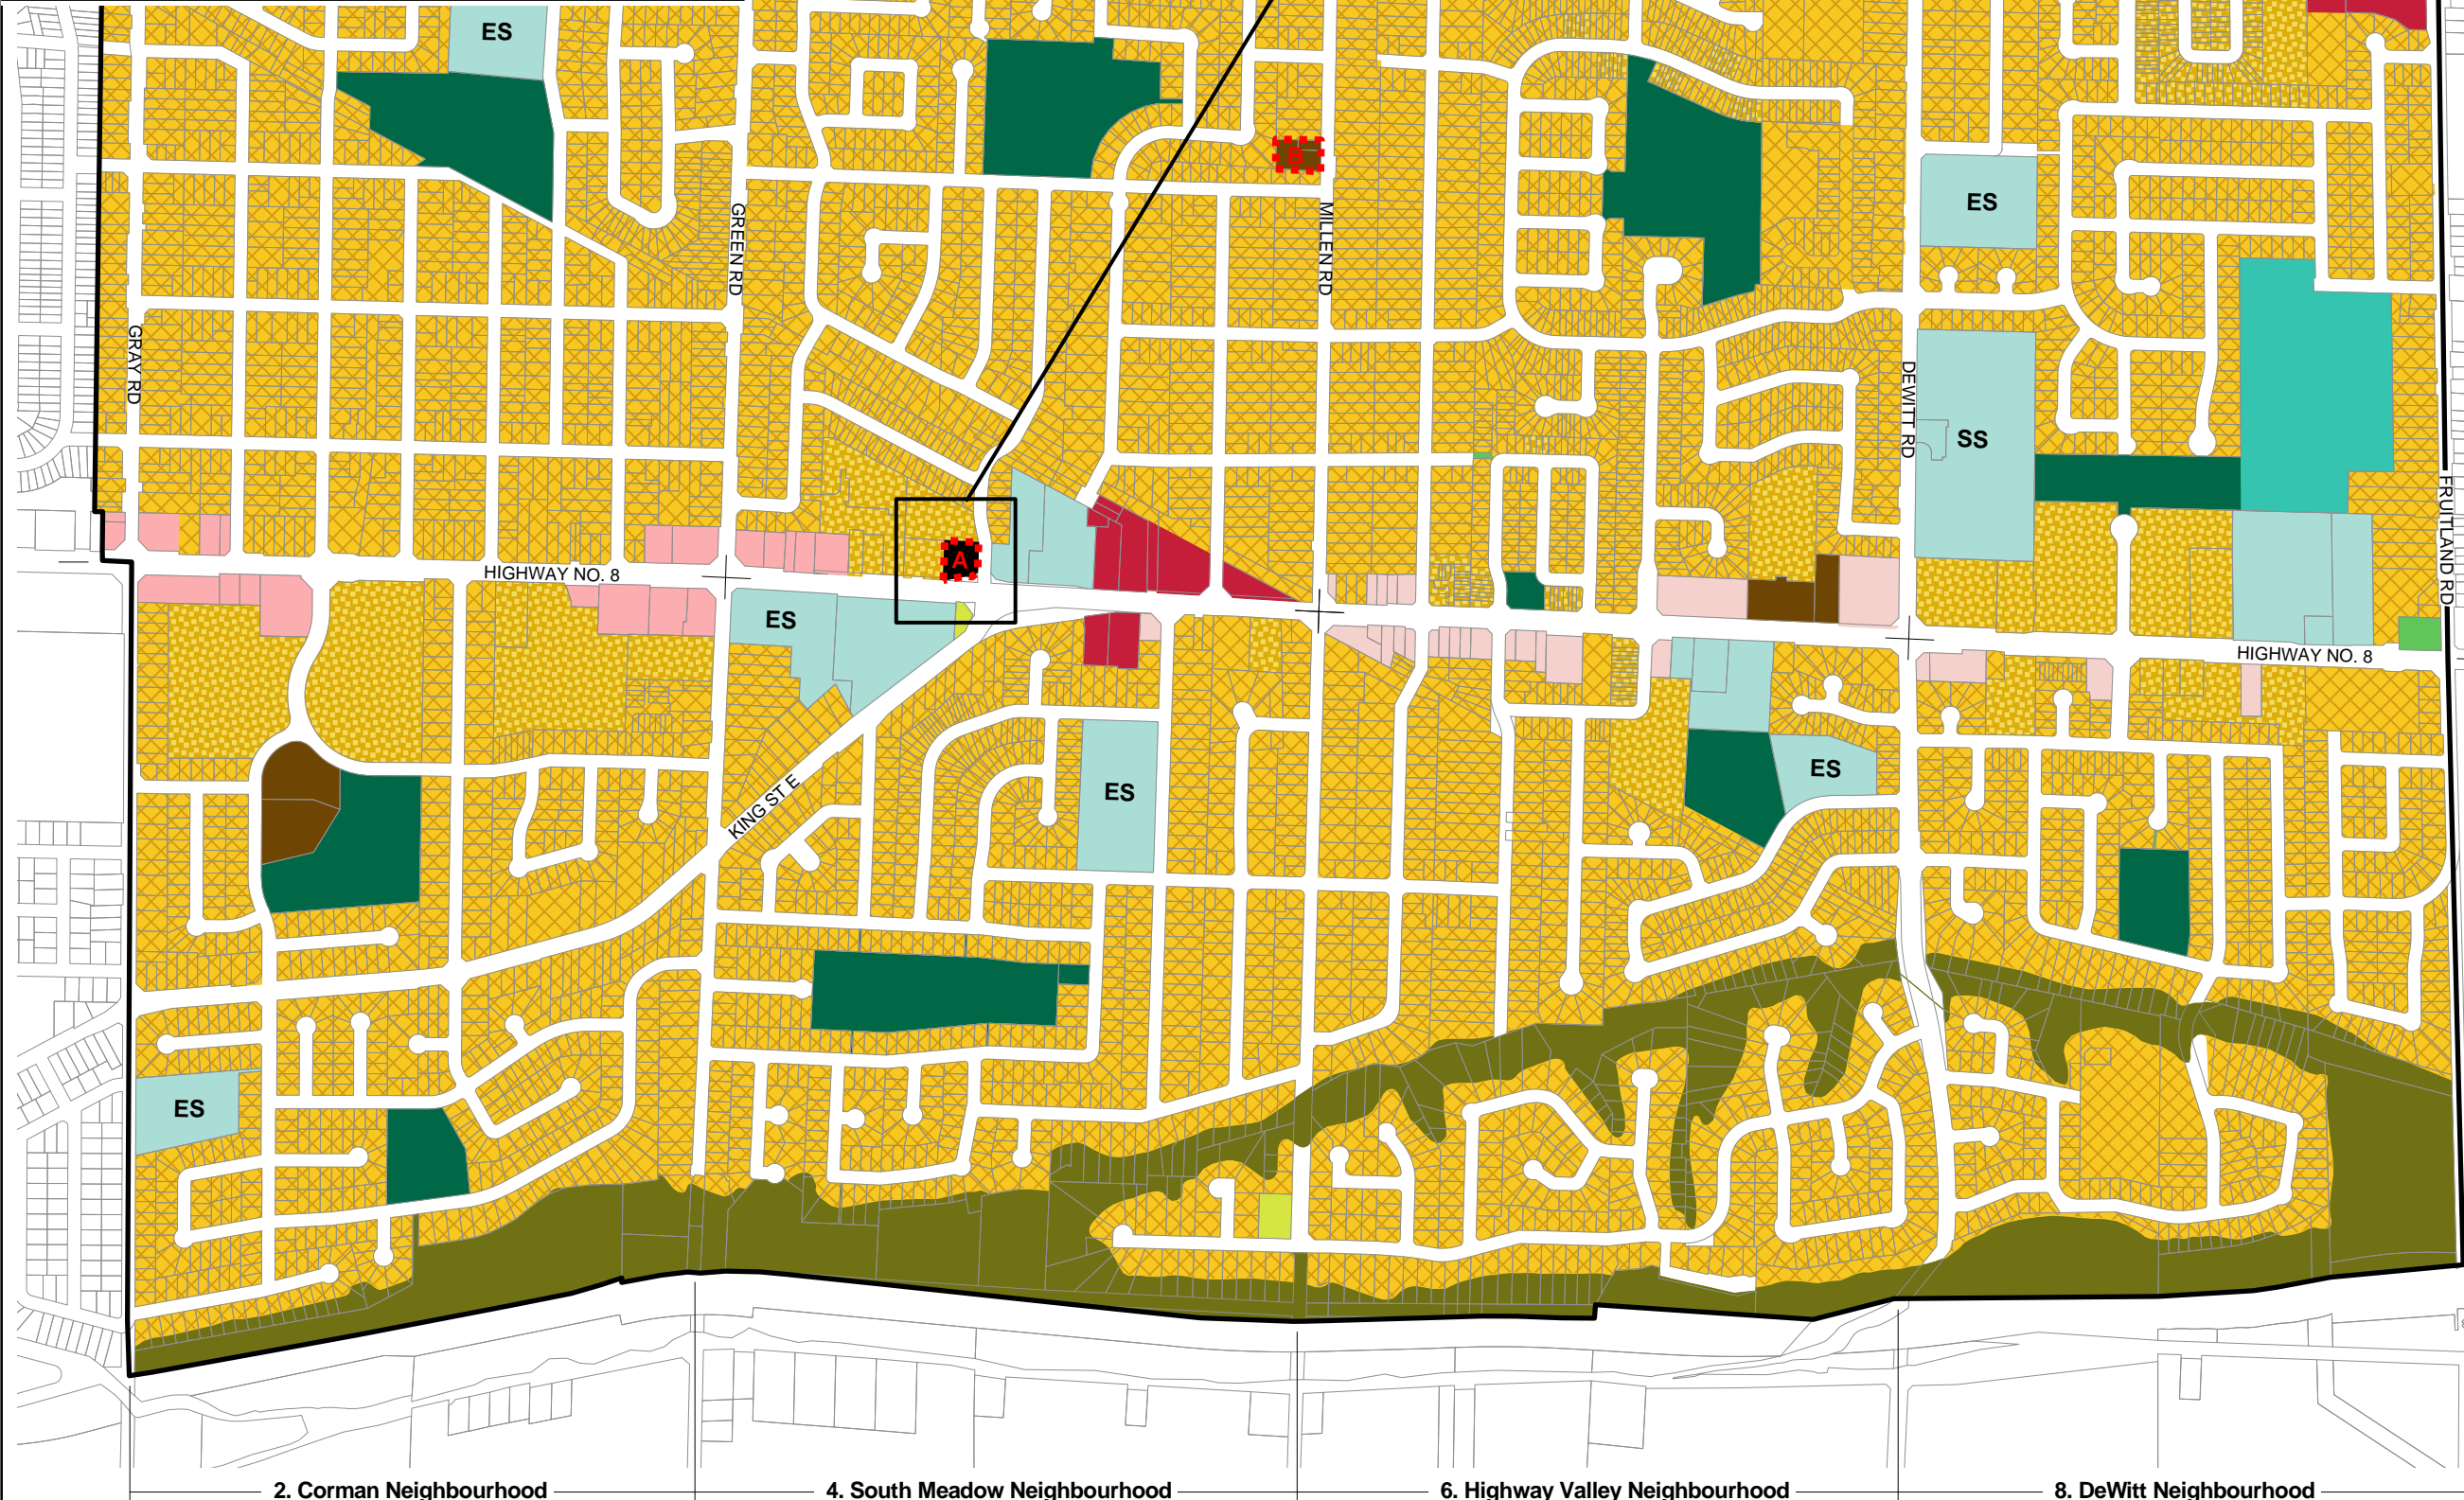 ES
B
GREEN RD
MILLEN RD
ES
GRAY RD
DEWITT RD
SS
FRUITLAND RD
A
HIGHWAY NO. 8
ES
HIGHWAY NO. 8
ES
ES
KING ST E
ES
2. Corman Neighbourhood
4. South Meadow Neighbourhood
6. Highway Valley Neighbourhood
8. DeWitt Neighbourhood